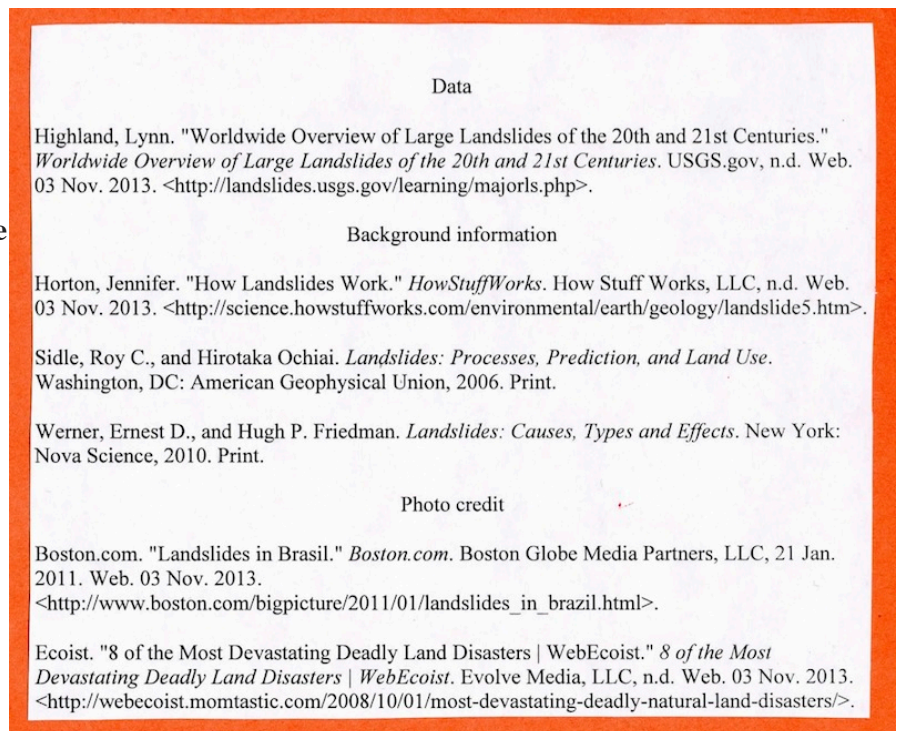 Data
Highland, Lynn. "Worldwide Overview of Large Landslides of the 20th and 21st Centuries."
Worldwide Overview of Large Landslides of the 20th and 21st Centuries. USGS.gov, n.d. Web.
03 Nov. 2013. <http://landslides.usgs.gov/learning/majorls.php>.
e
Background information
Horton, Jennifer. "How Landslides Work." HowStuffWorks. How Stuff Works, LLC, n.d. Web.
03 Nov. 2013. <http://science.howstuffworks.com/environmental/earth/geology/landslide5.htm>.
Sidle, Roy C., and Hirotaka Ochiai. Landslides: Processes, Prediction, and Land Use.
Washington, DC: American Geophysical Union, 2006. Print.
Werner, Ernest D., and Hugh P. Friedman. Landslides: Causes, Types and Effects. New York:
Nova Science, 2010. Print.
Photo credit
Boston.com. "Landslides in Brasil." Boston.com. Boston Globe Media Partners, LLC, 21 Jan.
2011. Web. 03 Nov. 2013.
<http://www.boston.com/bigpicture/2011/01/landslides_in_brazil.html>.
Ecoist. "8 of the Most Devastating Deadly Land Disasters | WebEcoist." 8 of the Most
Devastating Deadly Land Disasters | WebEcoist. Evolve Media, LLC, n.d. Web. 03 Nov. 2013.
<http://webecoist.momtastic.com/2008/10/01/most-devastating-deadly-natural-land-disasters/>.